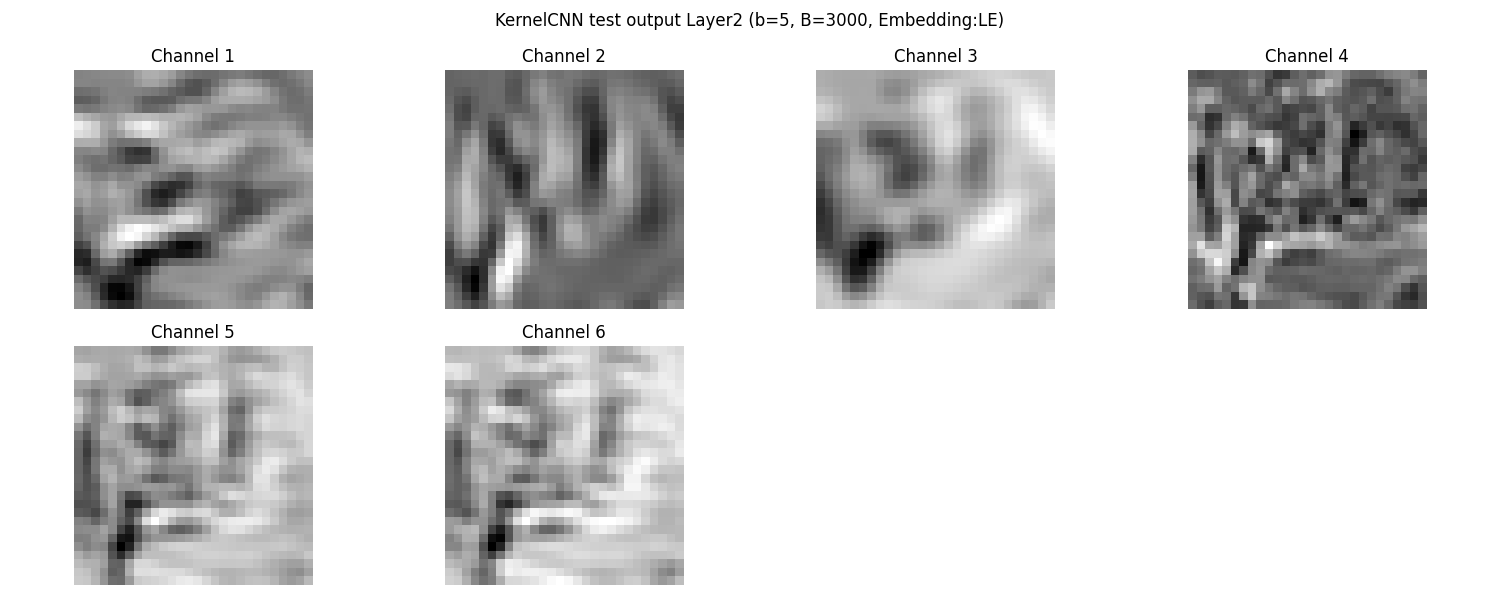 KernelCNN test output Layer2 (b=5, B=3000, Embedding:LE)
Channel 1
Channel 2
Channel 3
Channel 4
Channel 5
Channel 6